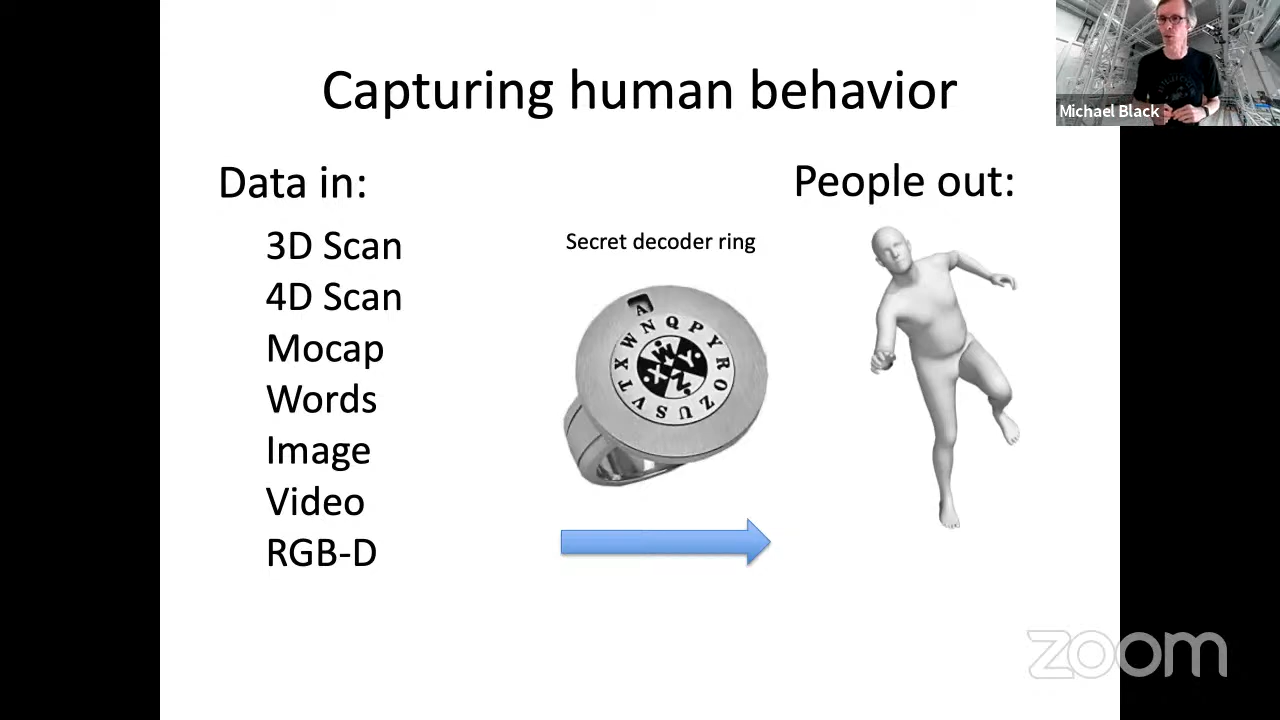 Capturing human behavior
Michael Black
Data in:
People out:
3D Scan
4D Scan
Mocap
Words
Image
Video
RGB-D
Secret decoder ring
A
N Q P Y R O Z U S V T X W
M Y Z X
zoom